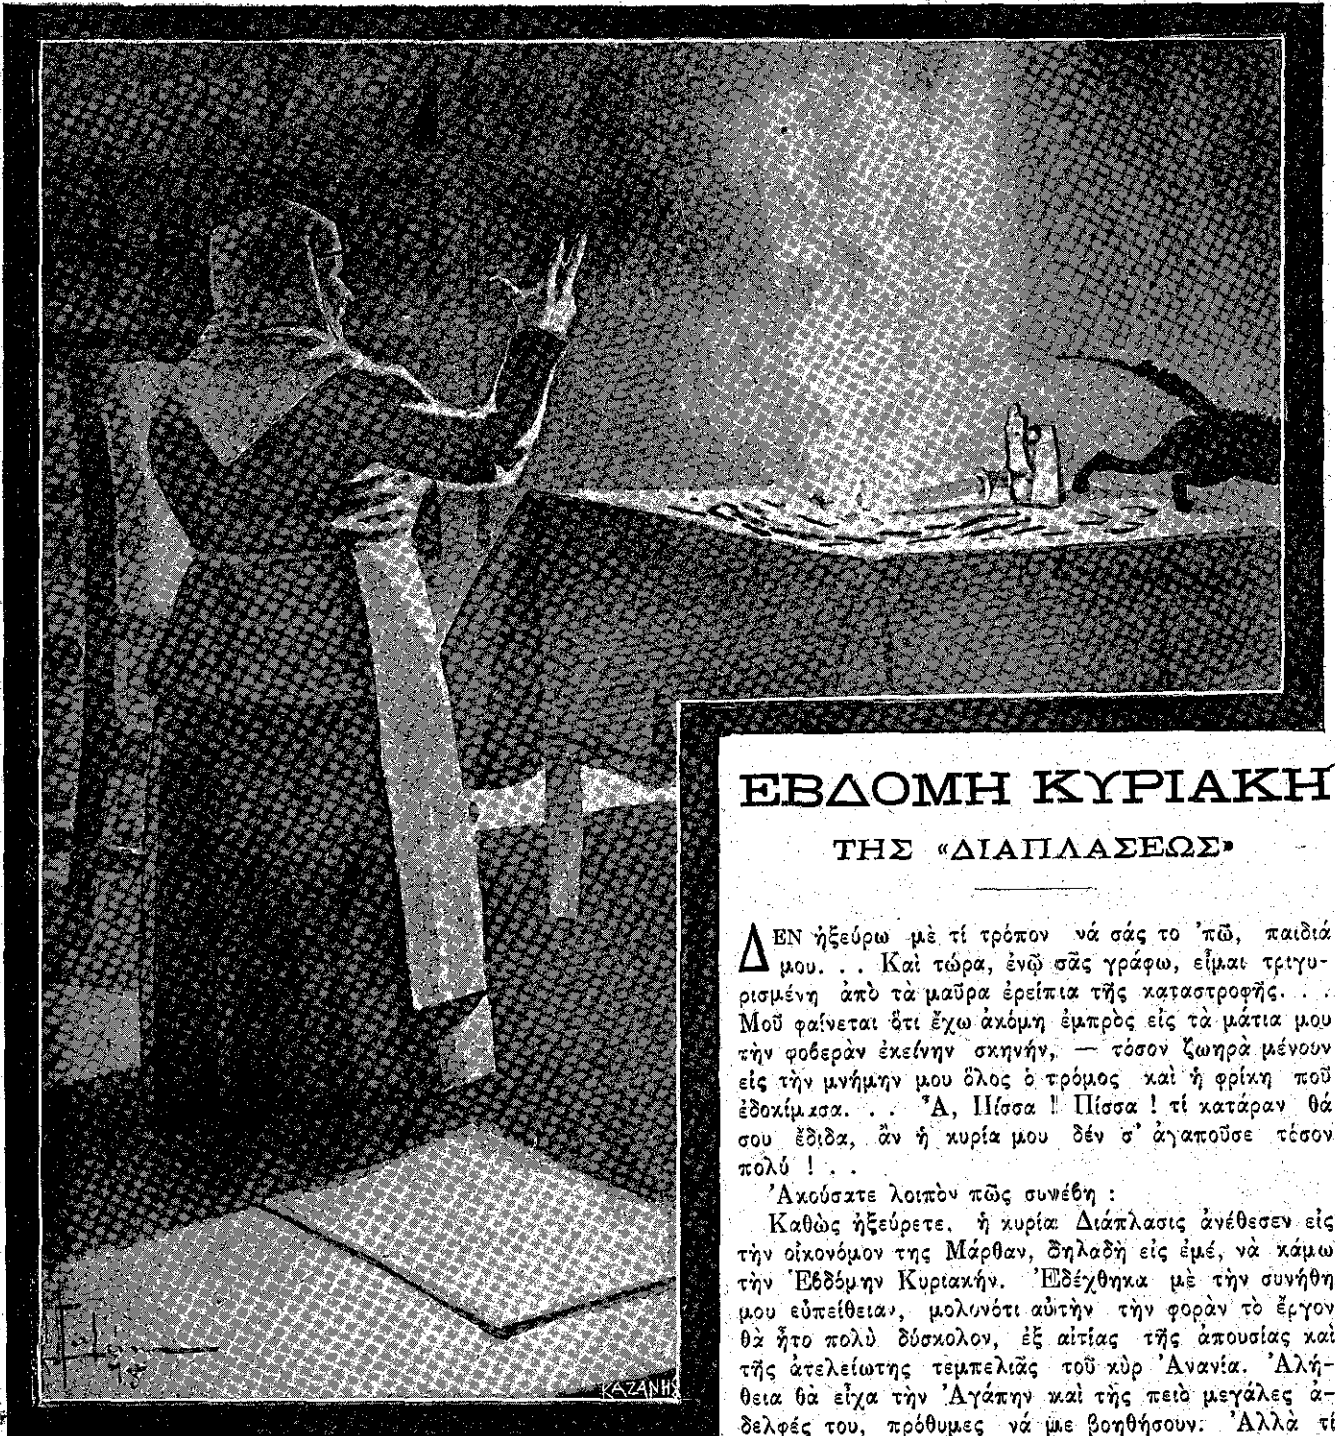 ΚΑΖΑΝΗΣ
ΕΒΔΟΜΗ ΚΥΡΙΑΚΗ
ΤΗΣ «ΔΙΑΠΛΑΣΕΩΣ»
ΔΕΝ ἠξεύρω μὲ τί τρόπον νά σάς το 'πῶ, παιδιά
μου. . . Καὶ τώρα, ἐνῷ σᾶς γράφω, εἶμαι τριγυ-
ρισμένη ἀπὸ τὰ μαῦρα ἐρείπια τῆς καταστροφῆς. . .
Μοῦ φαίνεται ὅτι ἔχω ἀκόμη ἐμπρὸς εἰς τὰ μάτια μου
τὴν φοβερὰν ἐκείνην σκηνήν, — τόσον ζωηρὰ μένουν
εἰς τὴν μνήμην μου ὅλος ὁ τρόμος καὶ ἡ φρίκη ποῦ
ἐδοκίμασα. . . Ἄ, Πίσσα ! Πίσσα ! τί κατάραν θά
σου ἔδιδα, ἂν ἡ κυρία μου δέν σ' ἀγαποῦσε τόσον
πολύ ! . .
Ἀκούσατε λοιπὸν πῶς συνέβη :
Καθὼς ἠξεύρετε, ἡ κυρία Διάπλασις ἀνέθεσεν εἰς
τὴν οἰκονόμον της Μάρθαν, δηλαδὴ εἰς ἐμέ, νὰ κάμω
τὴν Ἑβδόμην Κυριακήν. Ἐδέχθηκα μὲ τὴν συνήθη
μου εὐπείθειαν, μολονότι αὐτὴν τὴν φορὰν τὸ ἔργον
θὰ ἦτο πολὺ δύσκολον, ἐξ αἰτίας τῆς ἀπουσίας καὶ
τῆς ἀτελείωτης τεμπελιᾶς τοῦ κὺρ Ἀνανία. Ἀλή-
θεια θὰ εἶχα τὴν Ἀγάπην καὶ τῆς πειὸ μεγάλες ἀ-
δελφές του, πρόθυμες νά με βοηθήσουν. Ἀλλὰ τί